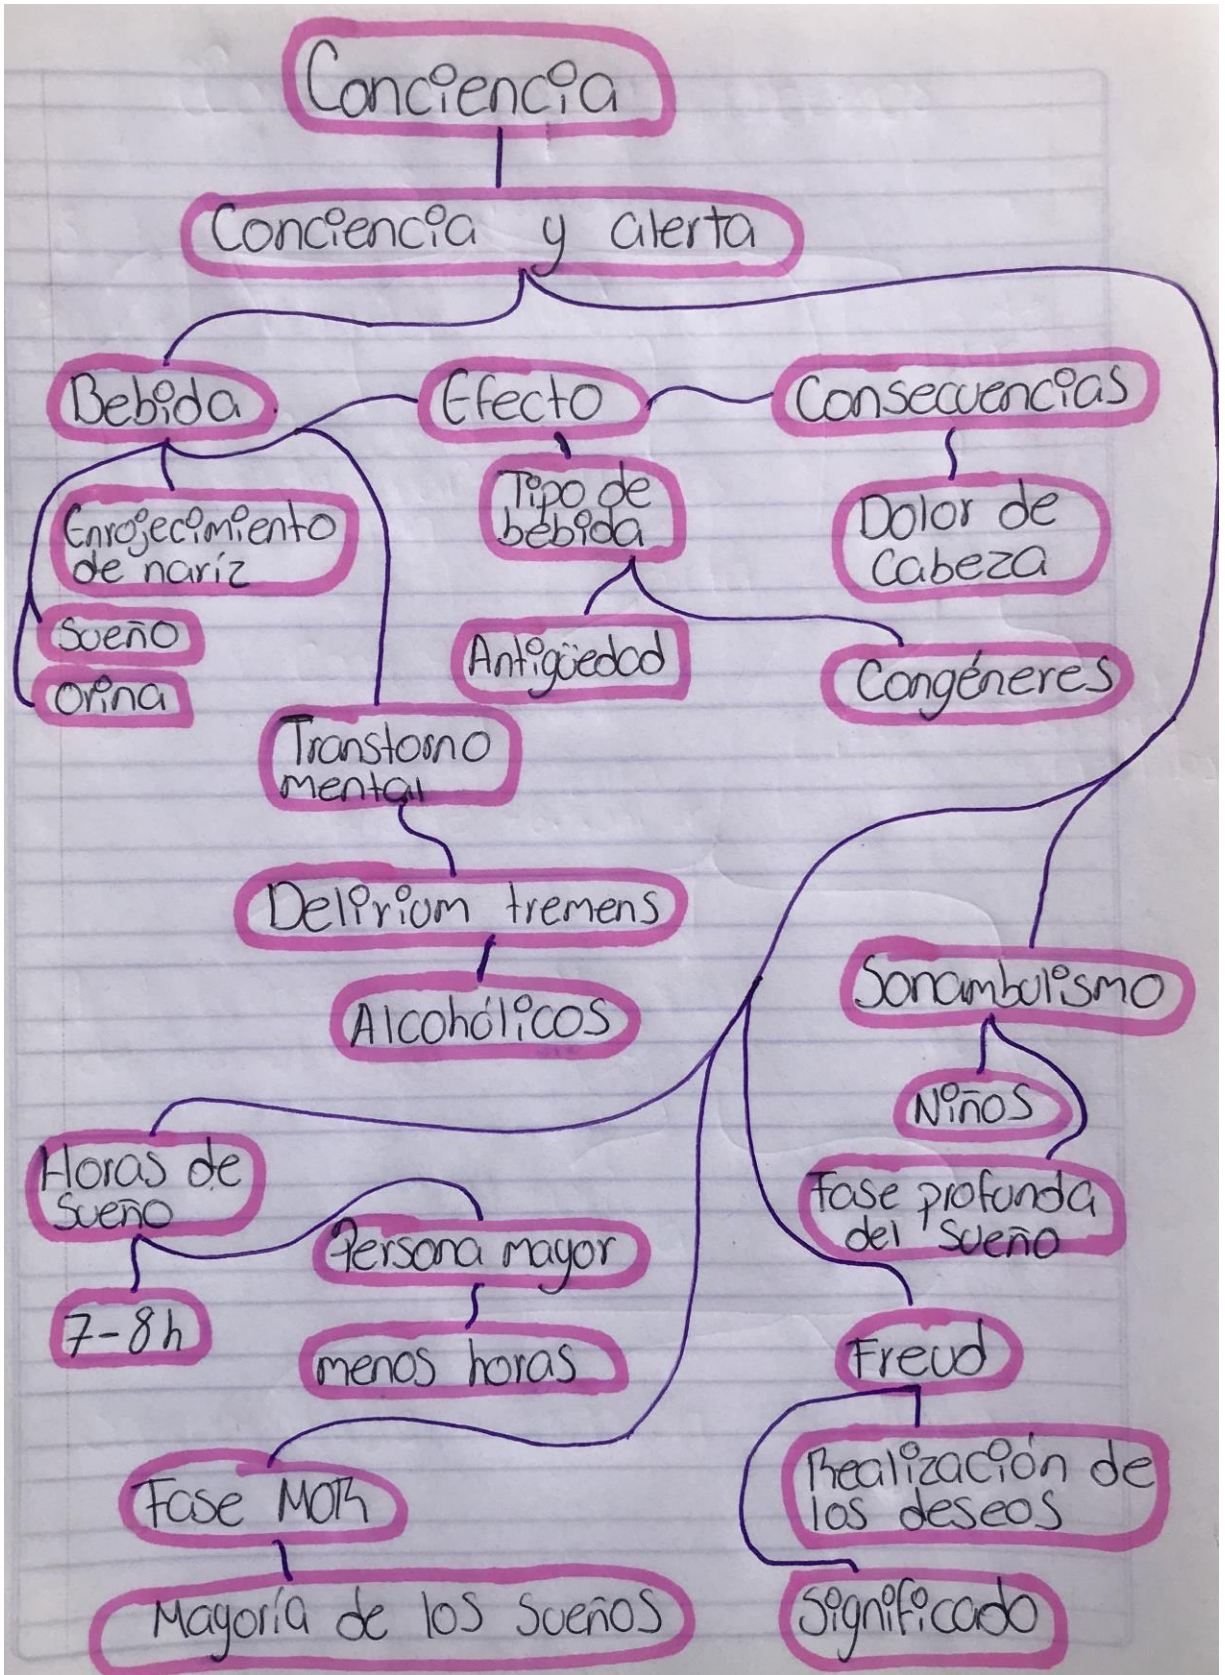 Conciencia
Conciencia y alerta
Bebida
Efecto
Consecuencias
Enrojecimiento
de naríz
Sueño
Orina
Tipo de
bebida
Dolor de
Cabeza
Antigüedad
Congéneres
Transtorno
mental
Delirium tremens
Alcohólicos
Sonambulismo
Niños
Fase profunda
del sueño
Horas de
Sueño
Persona mayor
7-8h
menos horas
Freud
Realización de
los deseos
Significado
Fase MOR
Mayoría de los Sueños